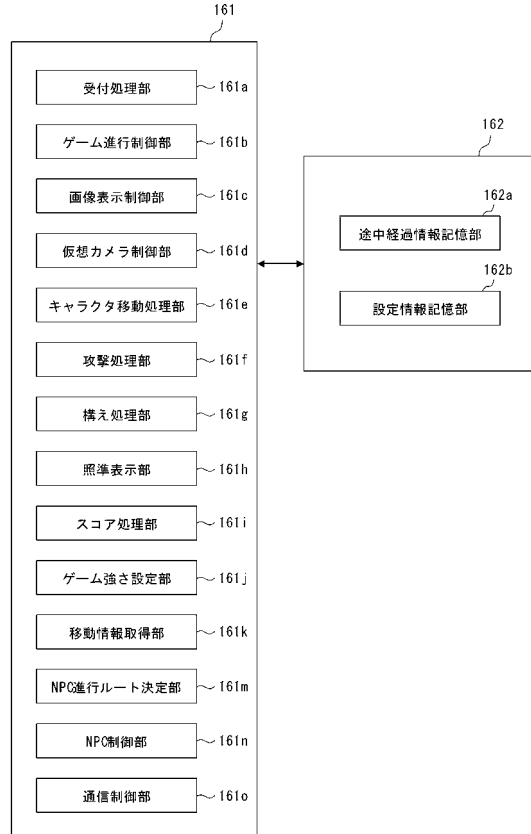 161
受付処理部 161a
ゲーム進行制御部 161b
画像表示制御部 161c
仮想カメラ制御部 161d
キャラクタ移動処理部 161e
攻撃処理部 161f
構え処理部 161g
照準表示部 161h
スコア処理部 161i
ゲーム強さ設定部 161j
移動情報取得部 161k
NPC進行ルート決定部 161m
NPC制御部 161n
通信制御部 161o
162
162a
途中経過情報記憶部
162b
設定情報記憶部